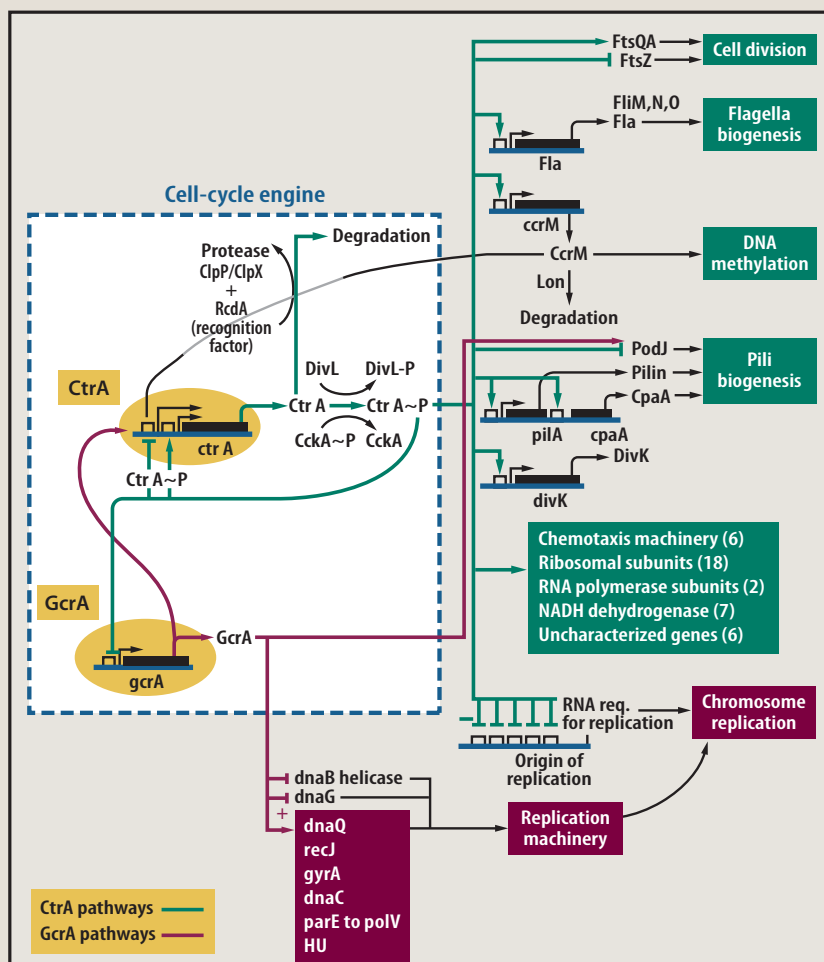 FtsQA
FtsZ
Cell division
FliM,N,O
Fla
Flagella
biogenesis
Fla
Cell-cycle engine
ccrM
Protease
ClpP/ClpX
+
RcdA
(recognition
factor)
Degradation
CcrM
DNA
methylation
Lon
Degradation
DivL
DivL-P
PodJ
Pilin
CpaA
Pili
biogenesis
CtrA
Ctr A
Ctr A~P
ctr A
CckA~P
CckA
pilA
cpaA
Ctr A~P
DivK
divK
Chemotaxis machinery (6)
Ribosomal subunits (18)
RNA polymerase subunits (2)
NADH dehydrogenase (7)
Uncharacterized genes (6)
GcrA
GcrA
gcrA
RNA req.
for replication
Chromosome
replication
Origin of
replication
dnaB helicase
dnaG
+
dnaQ
recJ
gyrA
dnaC
parE to polV
HU
Replication
machinery
CtrA pathways
GcrA pathways